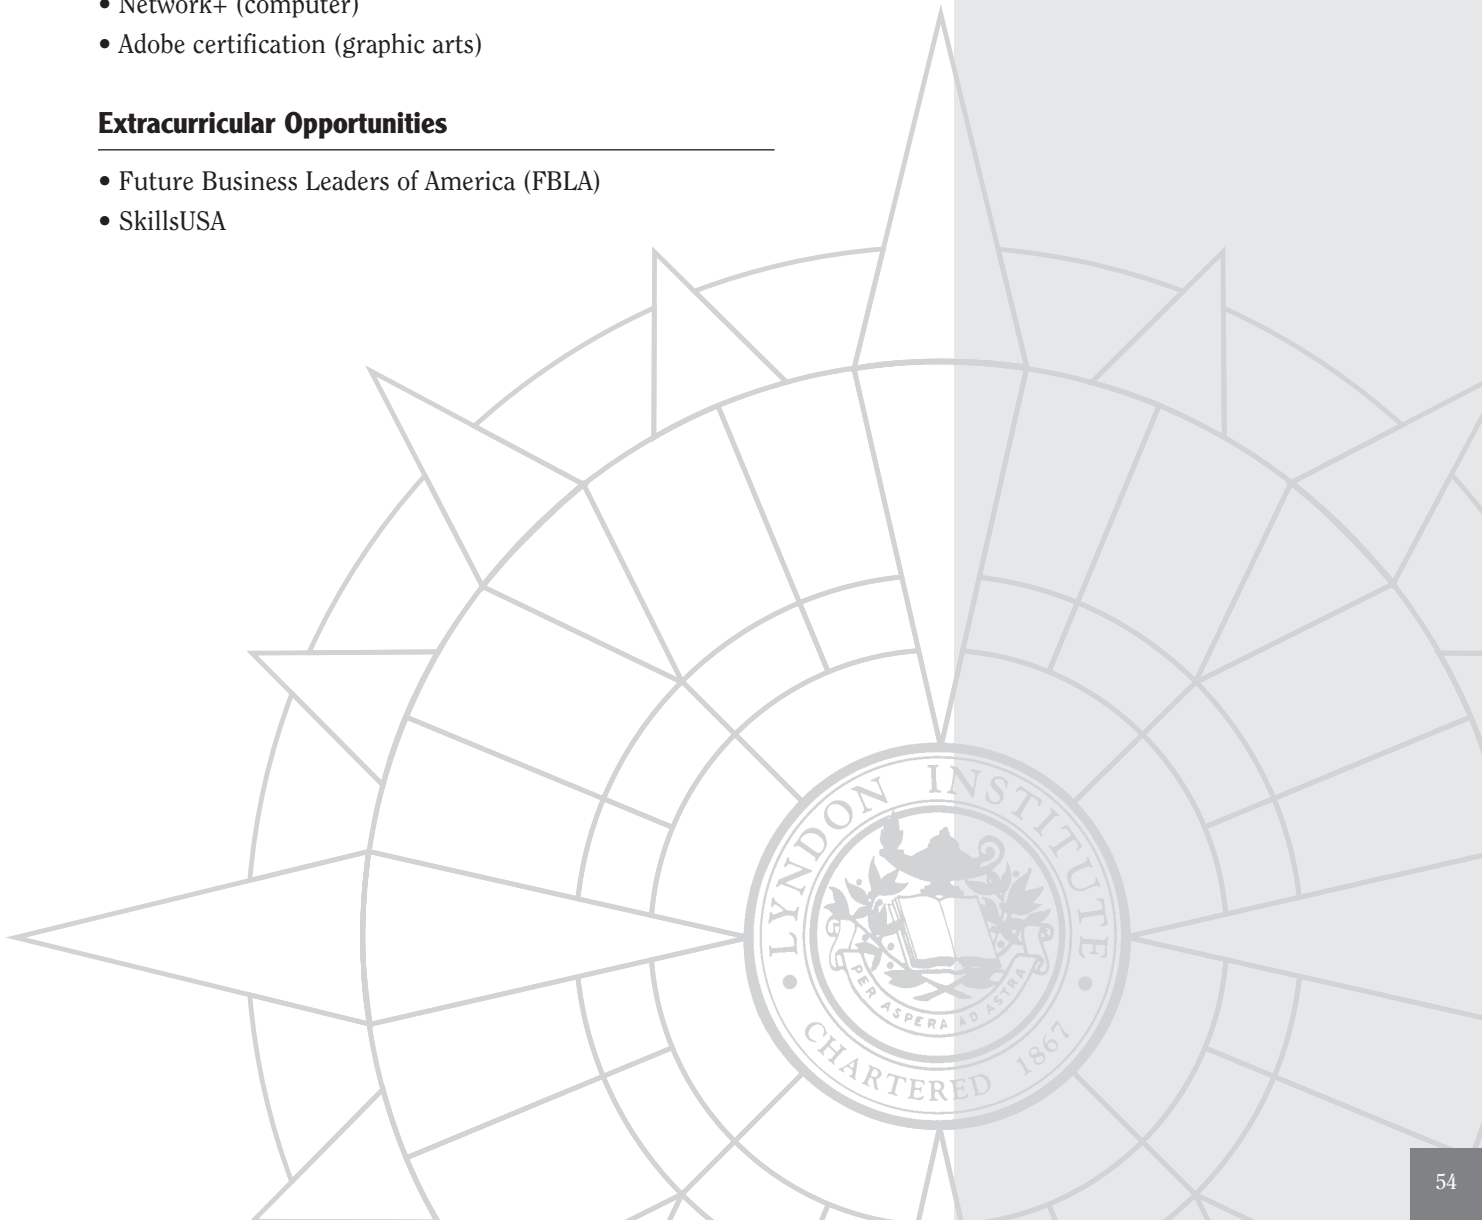 • Network+ (computer)
• Adobe certification (graphic arts)
Extracurricular Opportunities
• Future Business Leaders of America (FBLA)
• SkillsUSA
• LYNDON INSTITUTE •
PER ASPERA AD ASTRA
CHARTERED 1867
54